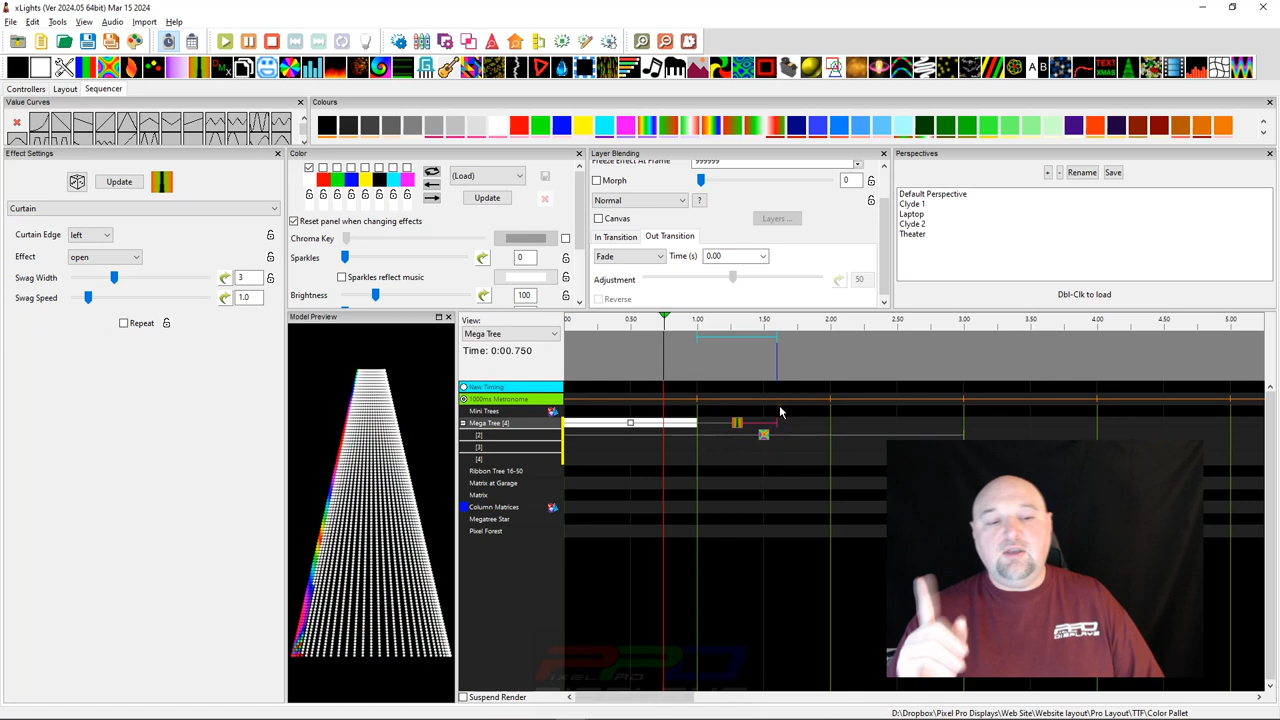 xLights (Ver 2024.05 64bit) Mar 15 2024
File Edit Tools View Audio Import Help
Controllers Layout Sequencer
Value Curves
Colours
Effect Settings
Color
Layer Blending
Perspectives
Update
(Load)
Update
Freeze Effect At Frame 999999
Morph 0
Normal ?
Canvas Layers ...
In Transition Out Transition
Fade Time (s) 0.00
Adjustment 50
Reverse
+ - Rename Save
Default Perspective
Clyde 1
Laptop
Clyde 2
Theater
Dbl-Clk to load
Curtain
Curtain Edge left
Effect open
Swag Width 3
Swag Speed 1.0
Repeat
Reset panel when changing effects
Chroma Key
Sparkles 0
Sparkles reflect music
Brightness 100
Model Preview
View:
Mega Tree
Time: 0:00.750
:00 0.50 1.00 1.50 2.00 2.50 3.00 3.50 4.00 4.50 5.00
New Timing
1000ms Metronome
Mini Trees
Mega Tree [4]
[2]
[3]
[4]
Ribbon Tree 16-50
Matrix at Garage
Matrix
Column Matrices
Megatree Star
Pixel Forest
Suspend Render
PPD
DISPLAYS
D:\Dropbox\Pixel Pro Displays\Web Site\Website layout\Pro Layout\TTF\Color Pallet